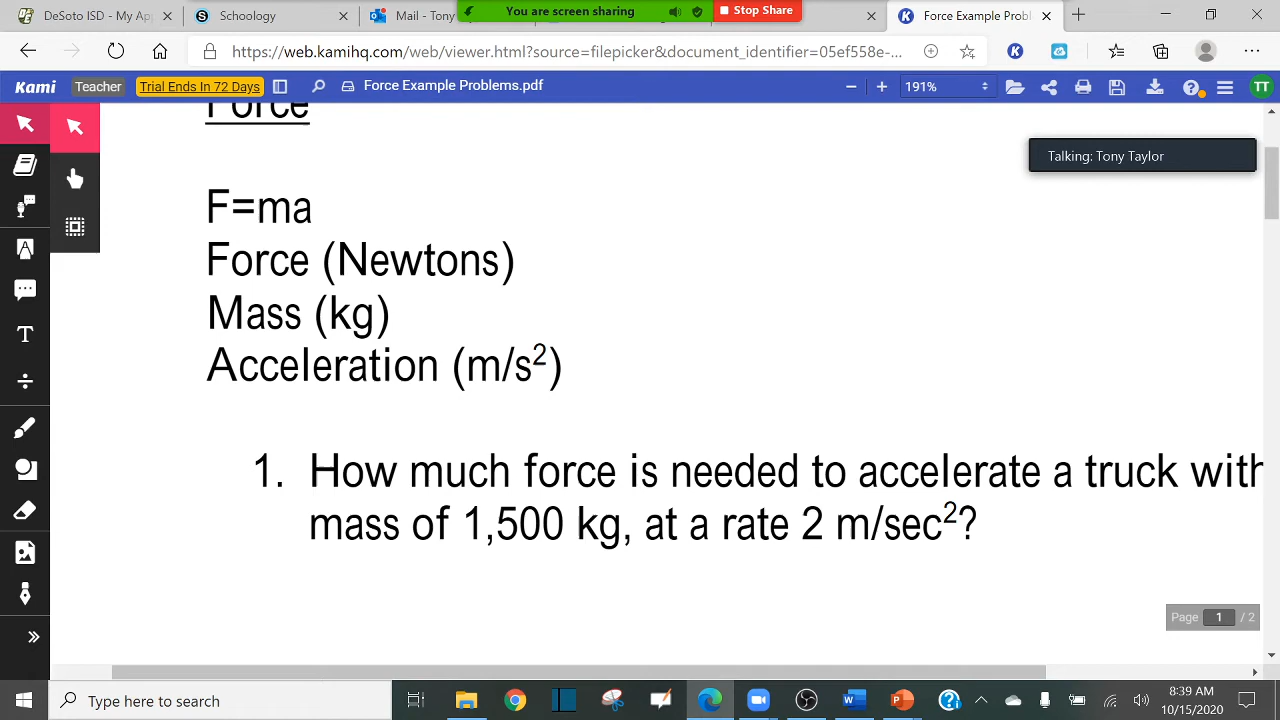 DeSoto CSD - My App
Schoology
Mail - Tony
You are screen sharing
Stop Share
Force Example Probl
https://web.kamihq.com/web/viewer.html?source=filepicker&document_identifier=05ef558e-...
Kami Teacher Trial Ends In 72 Days Force Example Problems.pdf 191% TT
Force
Talking: Tony Taylor
F=ma
Force (Newtons)
Mass (kg)
Acceleration (m/s²)
1. How much force is needed to accelerate a truck with
mass of 1,500 kg, at a rate 2 m/sec²?
Page 1 / 2
Type here to search
8:39 AM
10/15/2020